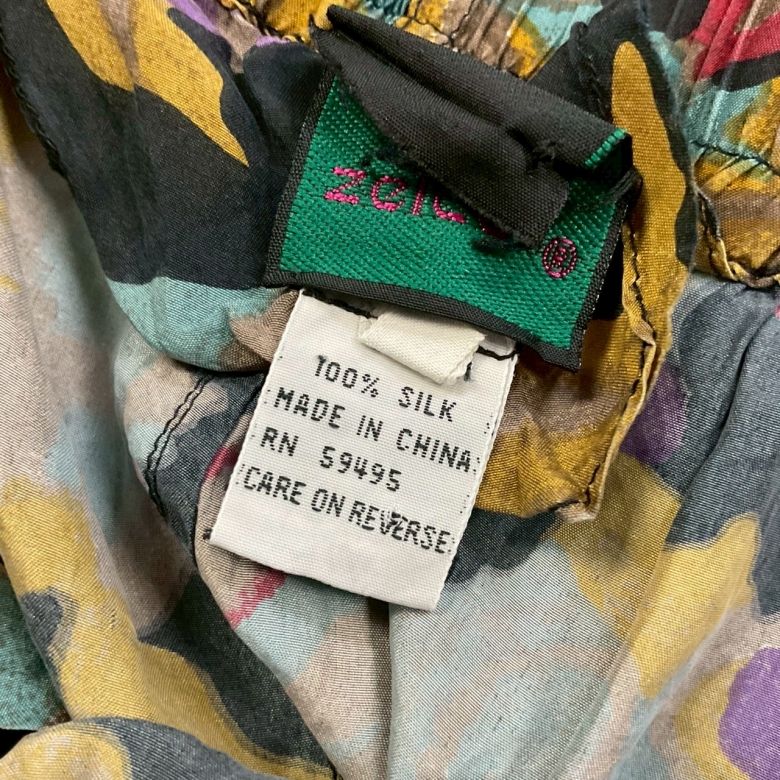 ®
100% SILK
MADE IN CHINA
RN 59495
CARE ON REVERSE